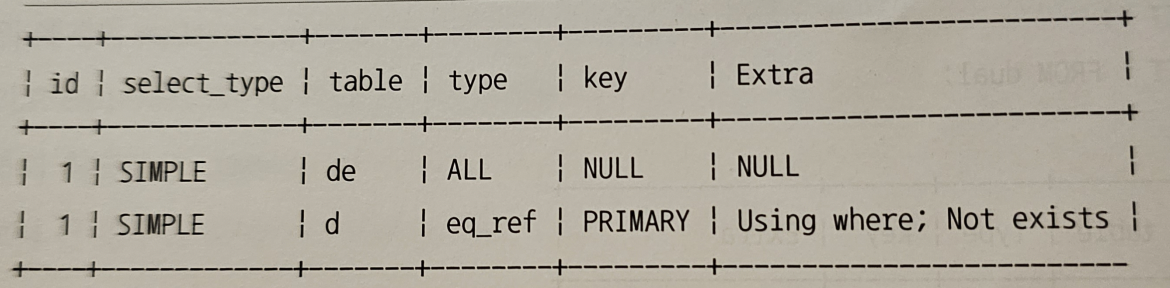 +----+-------------+-------+--------+---------+-------------------------+
| id | select_type | table | type   | key     | Extra                   |
+----+-------------+-------+--------+---------+-------------------------+
|  1 | SIMPLE      | de    | ALL    | NULL    | NULL                    |
|  1 | SIMPLE      | d     | eq_ref | PRIMARY | Using where; Not exists |
+----+-------------+-------+--------+---------+-------------------------